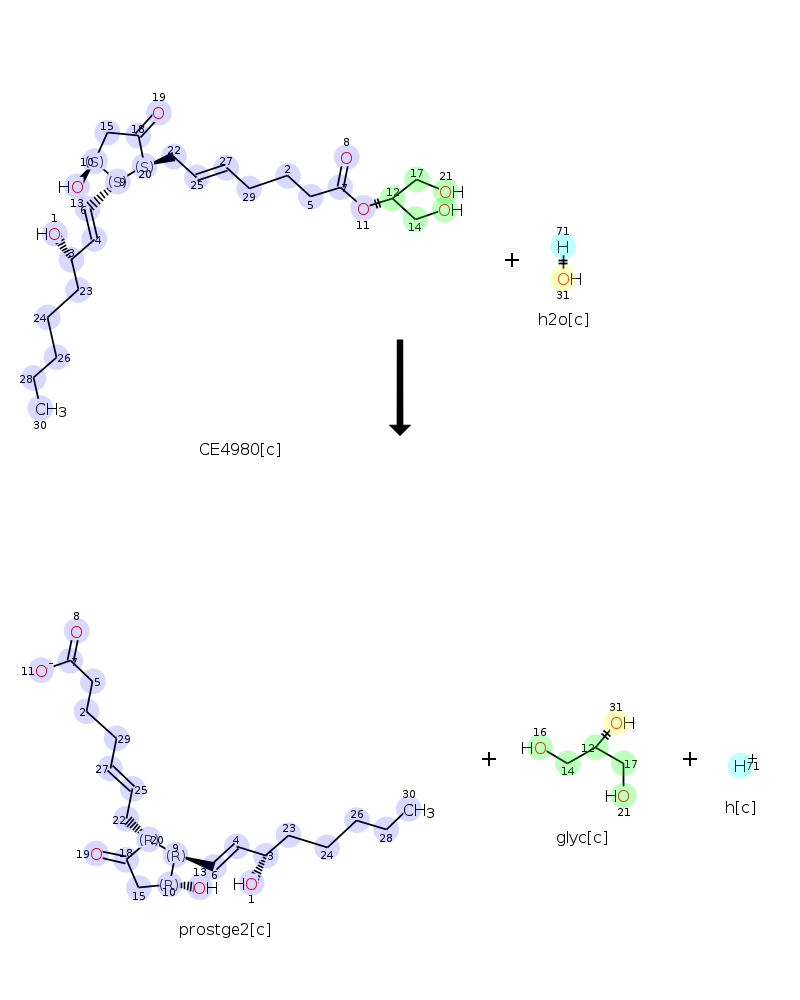 19
O
15
18
10
(S)
(S)
9
(S)
20
22
25
27
29
2
5
8
O
7
O
11
12
17
21
OH
OH
14
HO
13
6
1
HO
3
4
23
24
26
28
CH3
30
+
71
H
OH
31
h2o[c]
CE4980[c]
8
O
11 O-
7
5
2
29
27
25
22
(R)
20
9
(R)
19 O
18
15
(R)
10
13
OH
6
4
3
HO
1
23
24
26
28
30
CH3
prostge2[c]
+
31
OH
16
HO
12
14
17
HO
21
glyc[c]
+
H+
71
h[c]